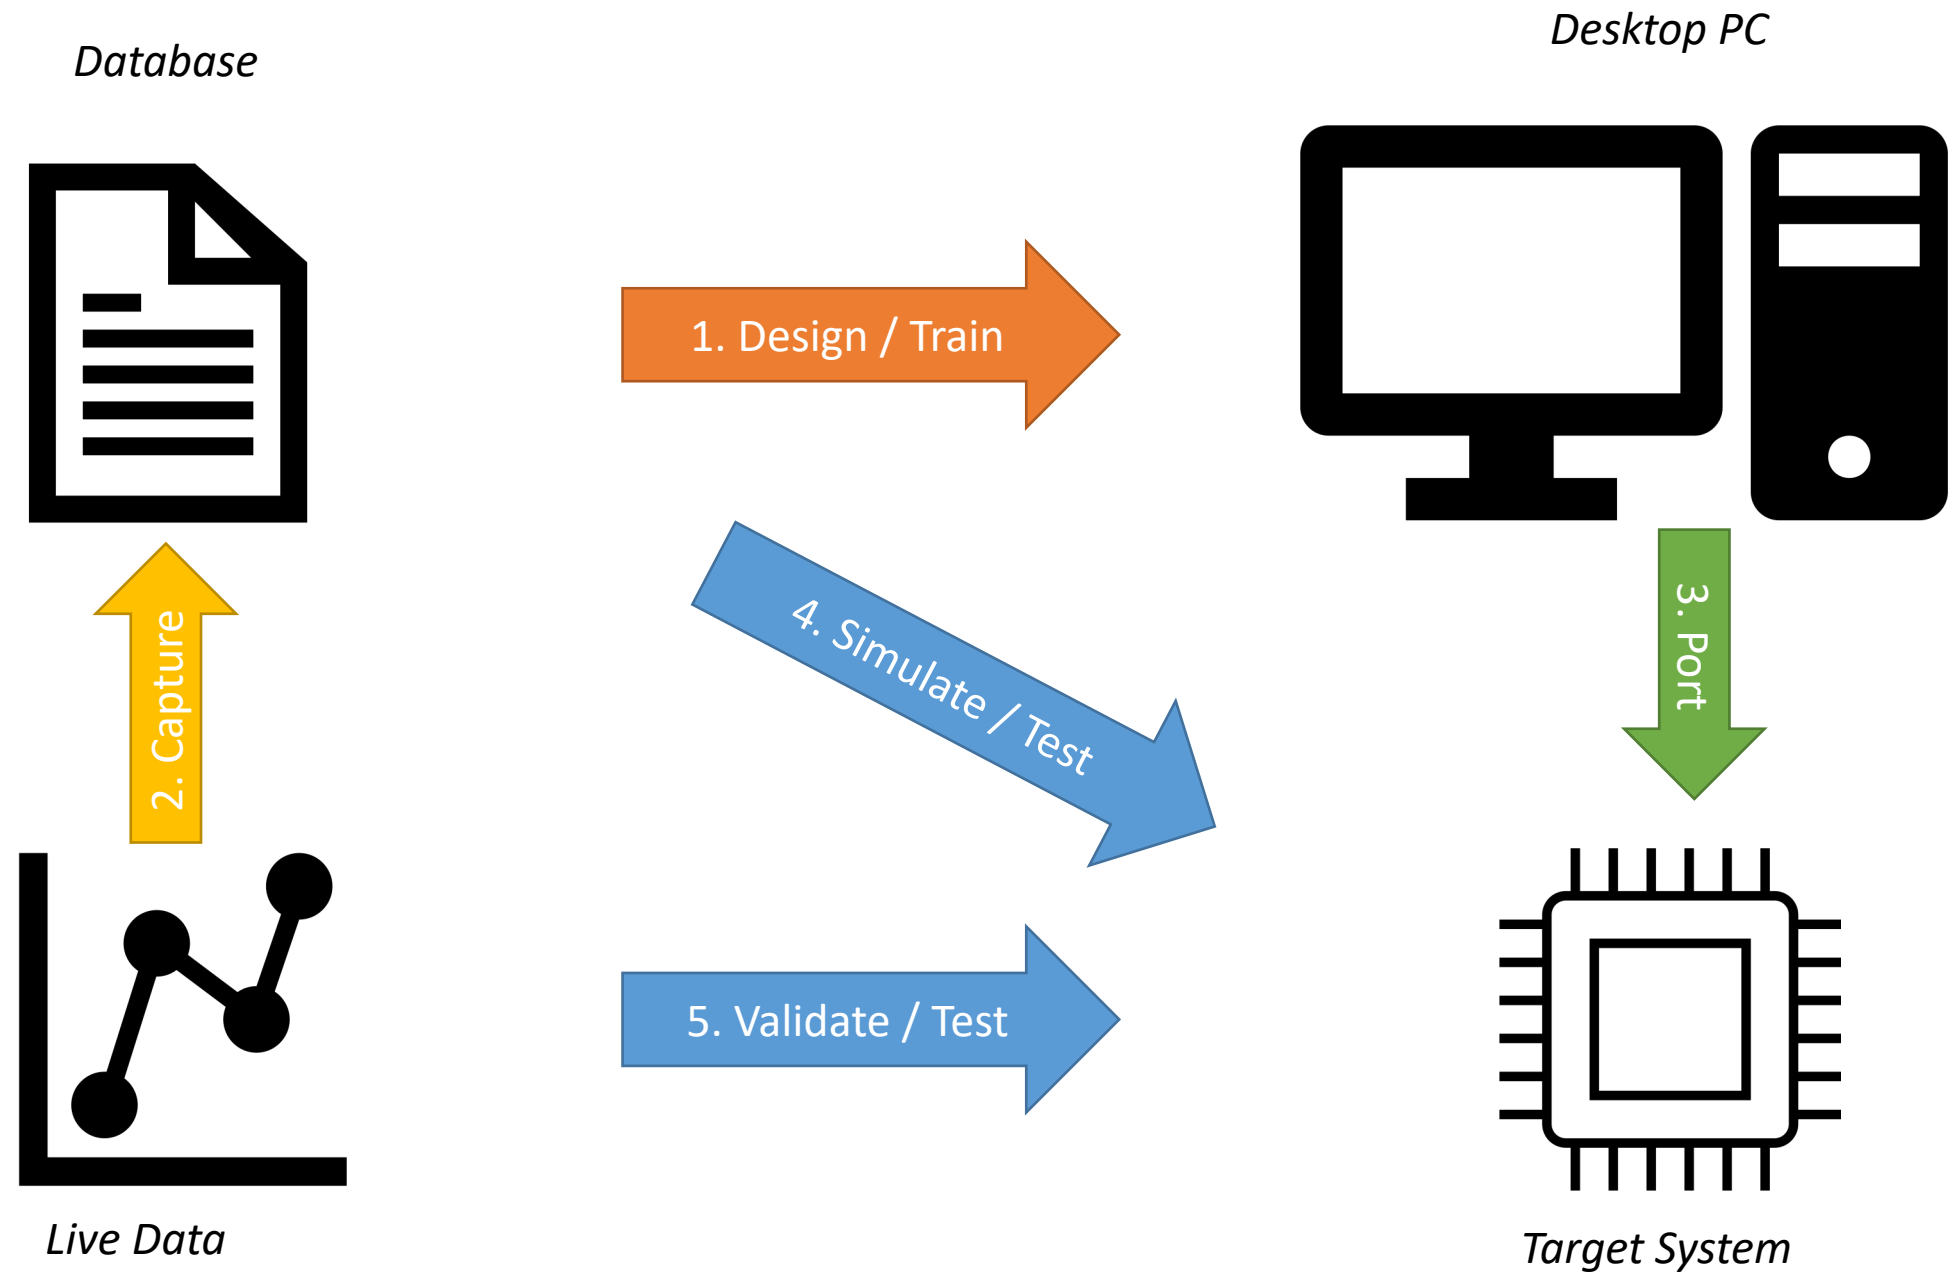 Database
Desktop PC
1. Design / Train
2. Capture
3. Port
4. Simulate / Test
5. Validate / Test
Live Data
Target System